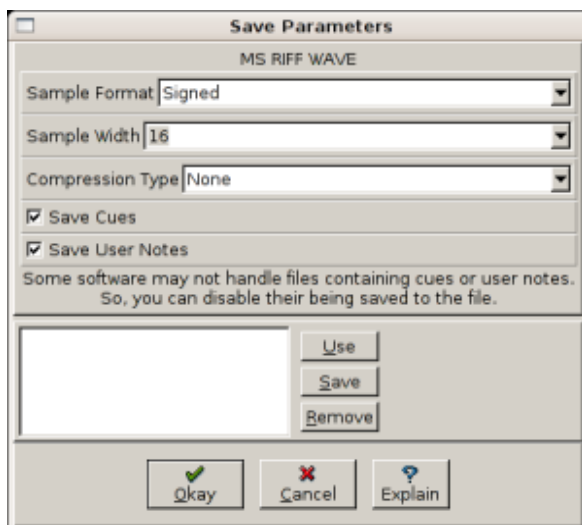 Save Parameters
MS RIFF WAVE
Sample Format Signed
Sample Width 16
Compression Type None
Save Cues
Save User Notes
Some software may not handle files containing cues or user notes.
So, you can disable their being saved to the file.
Use
Save
Remove
Okay
Cancel
Explain